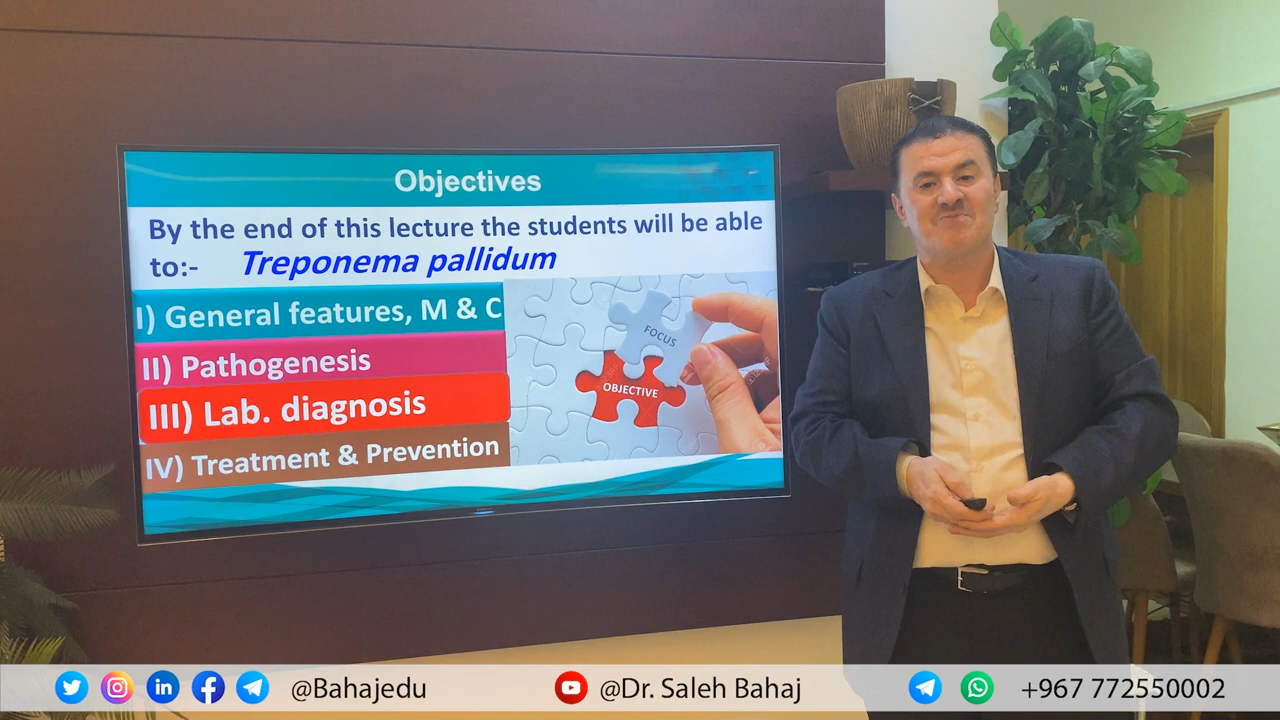 Objectives
By the end of this lecture the students will be able
to:- Treponema pallidum
I) General features, M & C
II) Pathogenesis
III) Lab. diagnosis
IV) Treatment & Prevention
FOCUS
OBJECTIVE
@Bahajedu
@Dr. Saleh Bahaj
+967 772550002